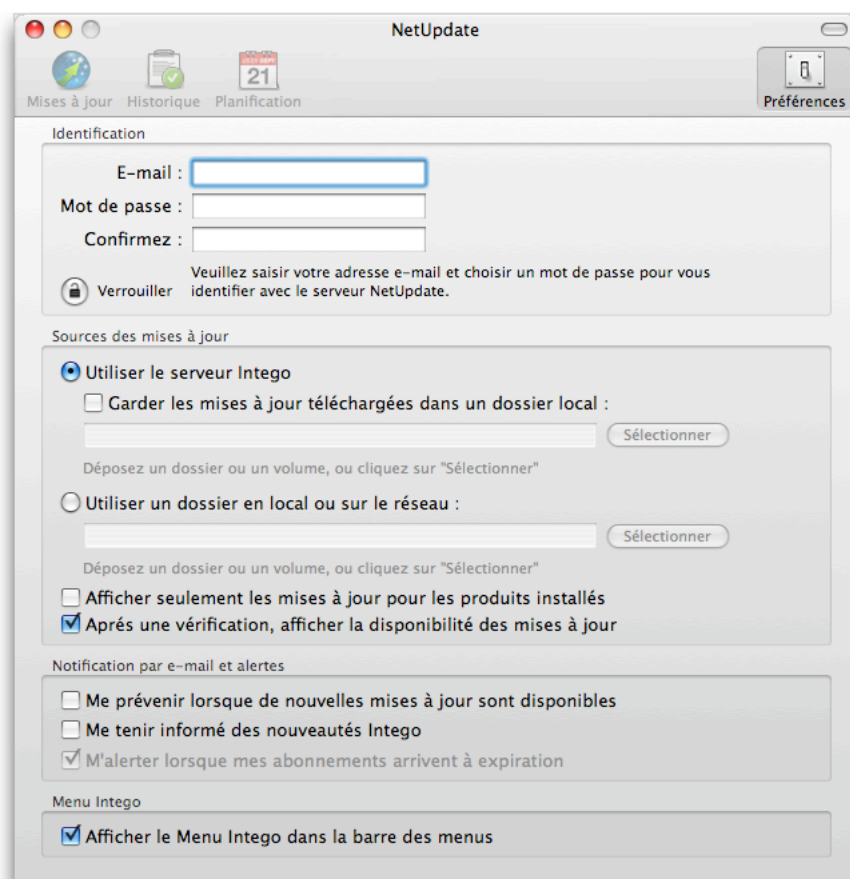 NetUpdate
Mises à jour Historique Planification Préférences
21
Identification
E-mail :
Mot de passe :
Confirmez :
Verrouiller
Veuillez saisir votre adresse e-mail et choisir un mot de passe pour vous
identifier avec le serveur NetUpdate.
Sources des mises à jour
Utiliser le serveur Intego
Garder les mises à jour téléchargées dans un dossier local :
Sélectionner
Déposez un dossier ou un volume, ou cliquez sur "Sélectionner"
Utiliser un dossier en local ou sur le réseau :
Sélectionner
Déposez un dossier ou un volume, ou cliquez sur "Sélectionner"
Afficher seulement les mises à jour pour les produits installés
Aprés une vérification, afficher la disponibilité des mises à jour
Notification par e-mail et alertes
Me prévenir lorsque de nouvelles mises à jour sont disponibles
Me tenir informé des nouveautés Intego
M'alerter lorsque mes abonnements arrivent à expiration
Menu Intego
Afficher le Menu Intego dans la barre des menus